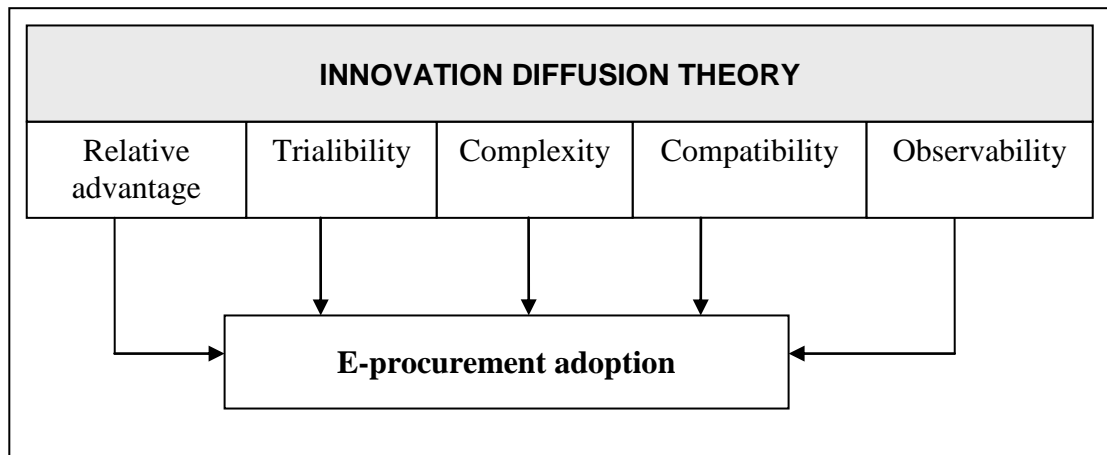 INNOVATION DIFFUSION THEORY
Relative
advantage
Trialibility
Complexity
Compatibility
Observability
E-procurement adoption